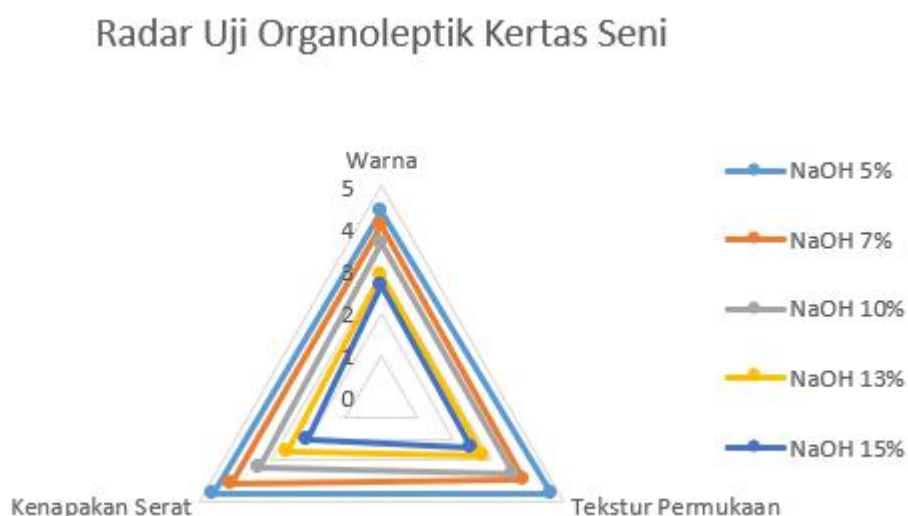 Radar Uji Organoleptik Kertas Seni
Warna
5
4
3
2
1
0
Kenapakan Serat
Tekstur Permukaan
NaOH 5%
NaOH 7%
NaOH 10%
NaOH 13%
NaOH 15%